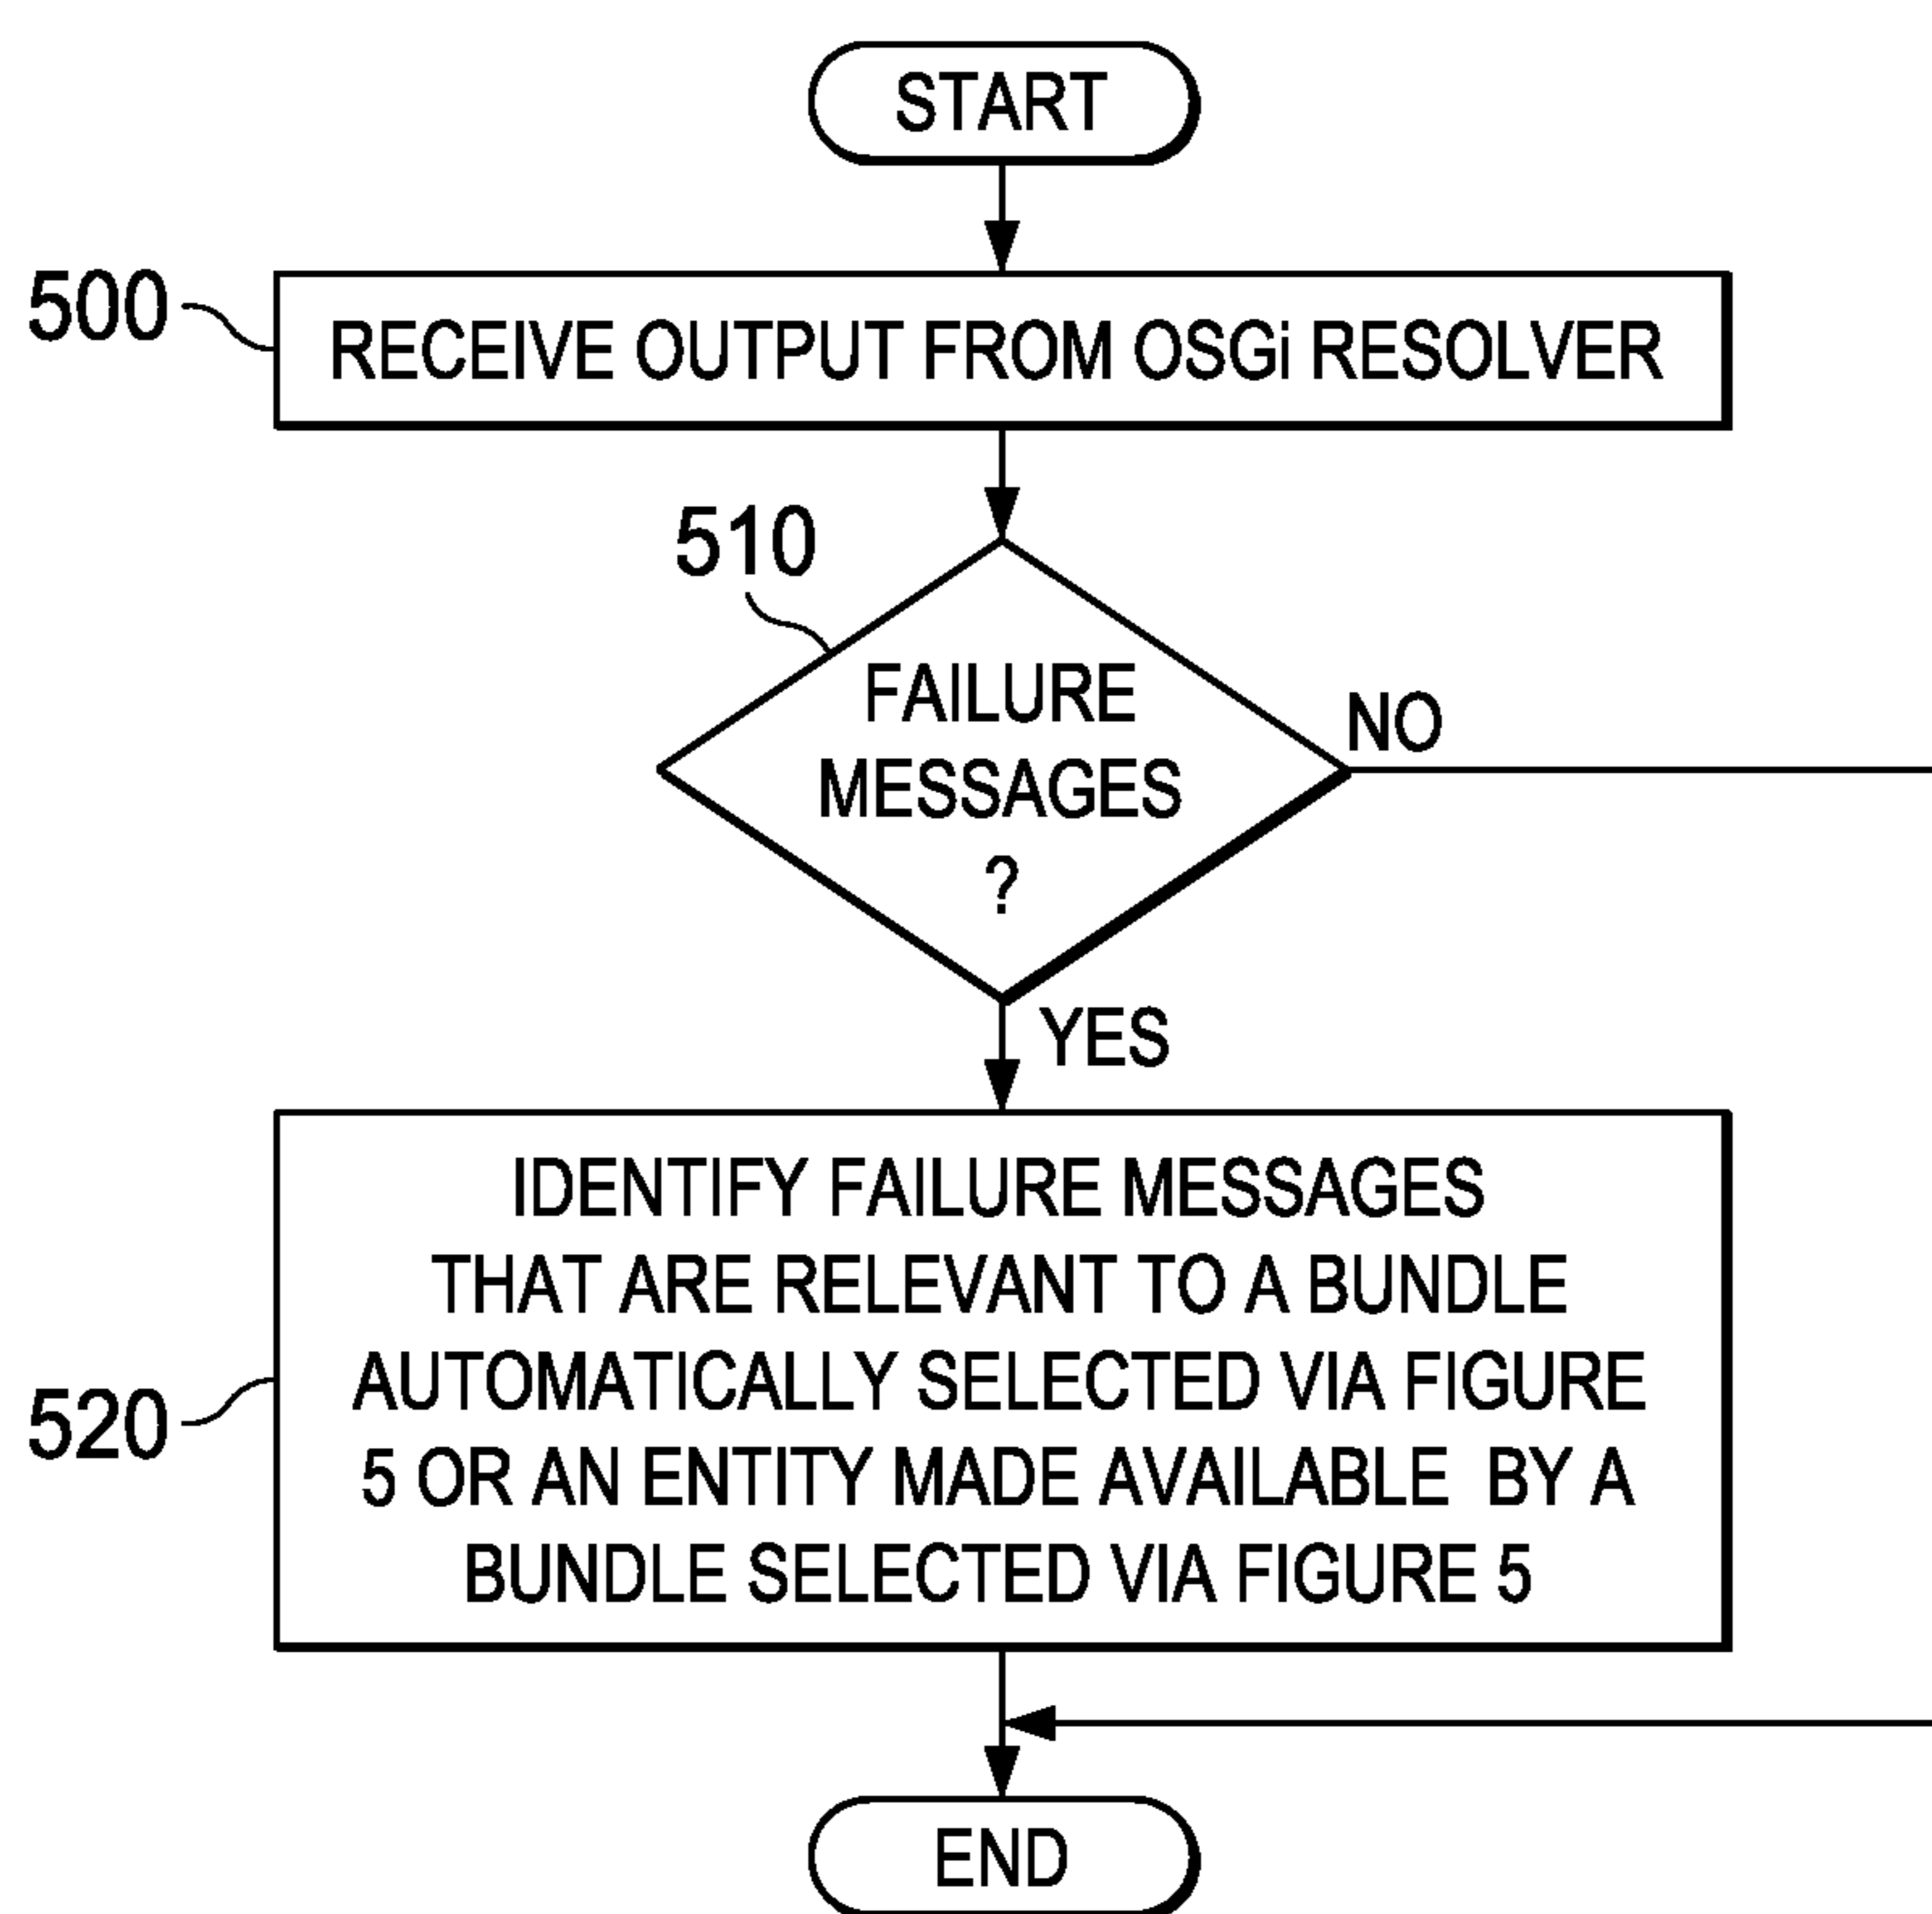 START
500
RECEIVE OUTPUT FROM OSGi RESOLVER
510
FAILURE
MESSAGES
?
NO
YES
520
IDENTIFY FAILURE MESSAGES
THAT ARE RELEVANT TO A BUNDLE
AUTOMATICALLY SELECTED VIA FIGURE
5 OR AN ENTITY MADE AVAILABLE BY A
BUNDLE SELECTED VIA FIGURE 5
END